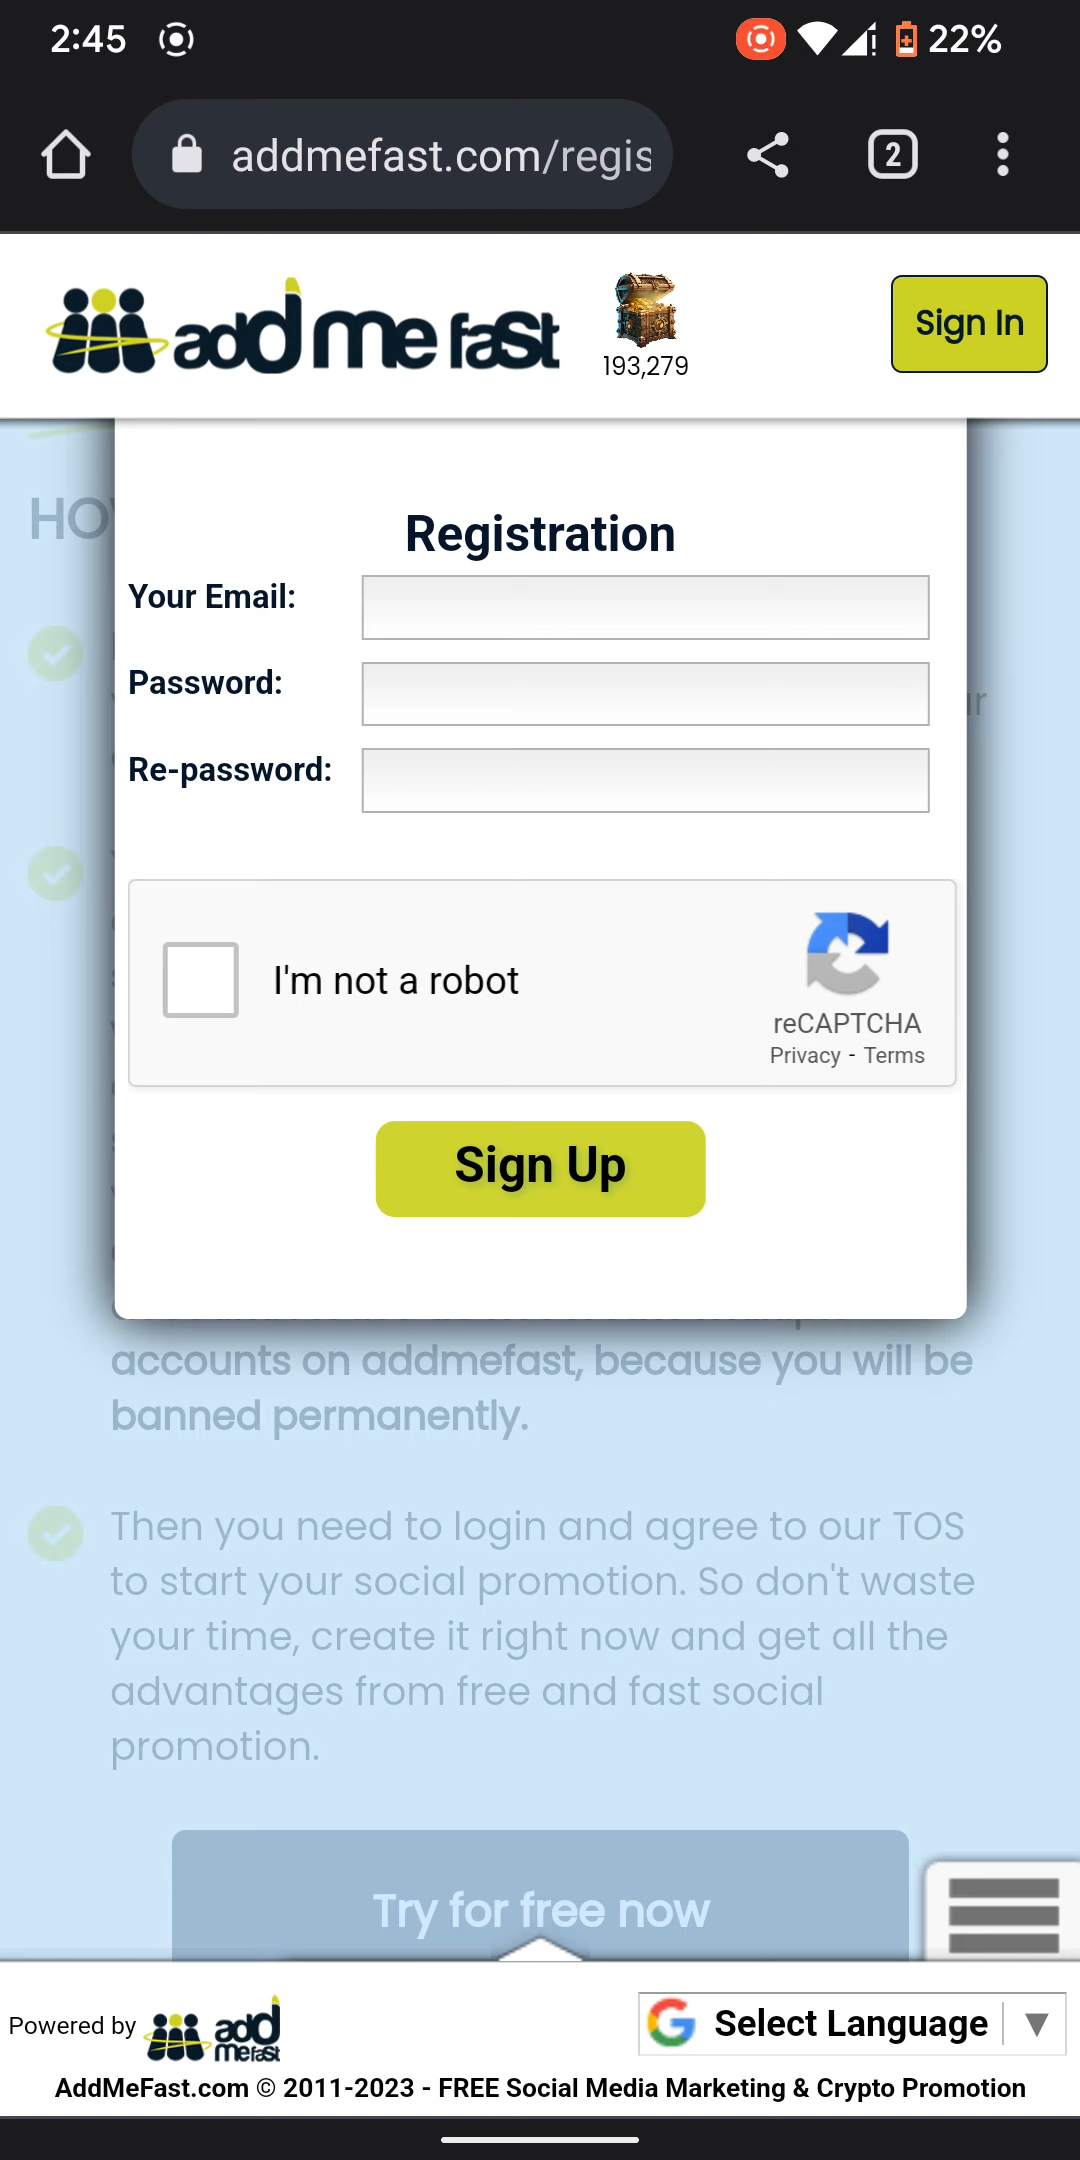 2:45
22%
addmefast.com/regis
2
add me fast
193,279
Sign In
Registration
Your Email:
Password:
Re-password:
I'm not a robot
reCAPTCHA
Privacy - Terms
Sign Up
accounts on addmefast, because you will be
banned permanently.
Then you need to login and agree to our TOS
to start your social promotion. So don't waste
your time, create it right now and get all the
advantages from free and fast social
promotion.
Try for free now
Powered by add me fast
Select Language
AddMeFast.com © 2011-2023 - FREE Social Media Marketing & Crypto Promotion